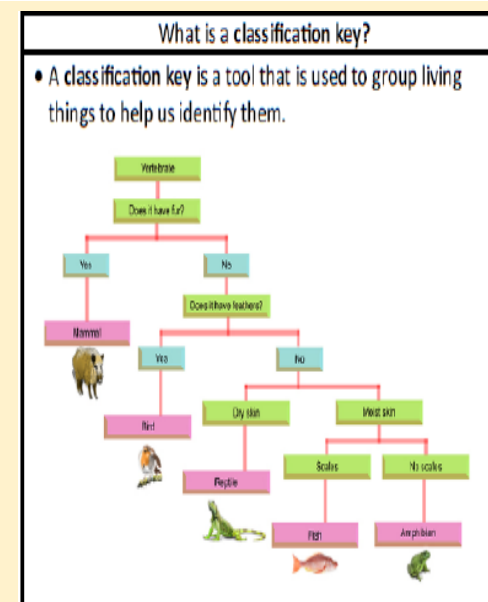 What is a classification key?
• A classification key is a tool that is used to group living
things to help us identify them.
Vertebrate
Does it have fur?
Yes
No
Does it have feathers?
Mammal
Yes
No
Dry skin
Moist skin
Bird
Scales
No scales
Reptile
Fish
Amphibian